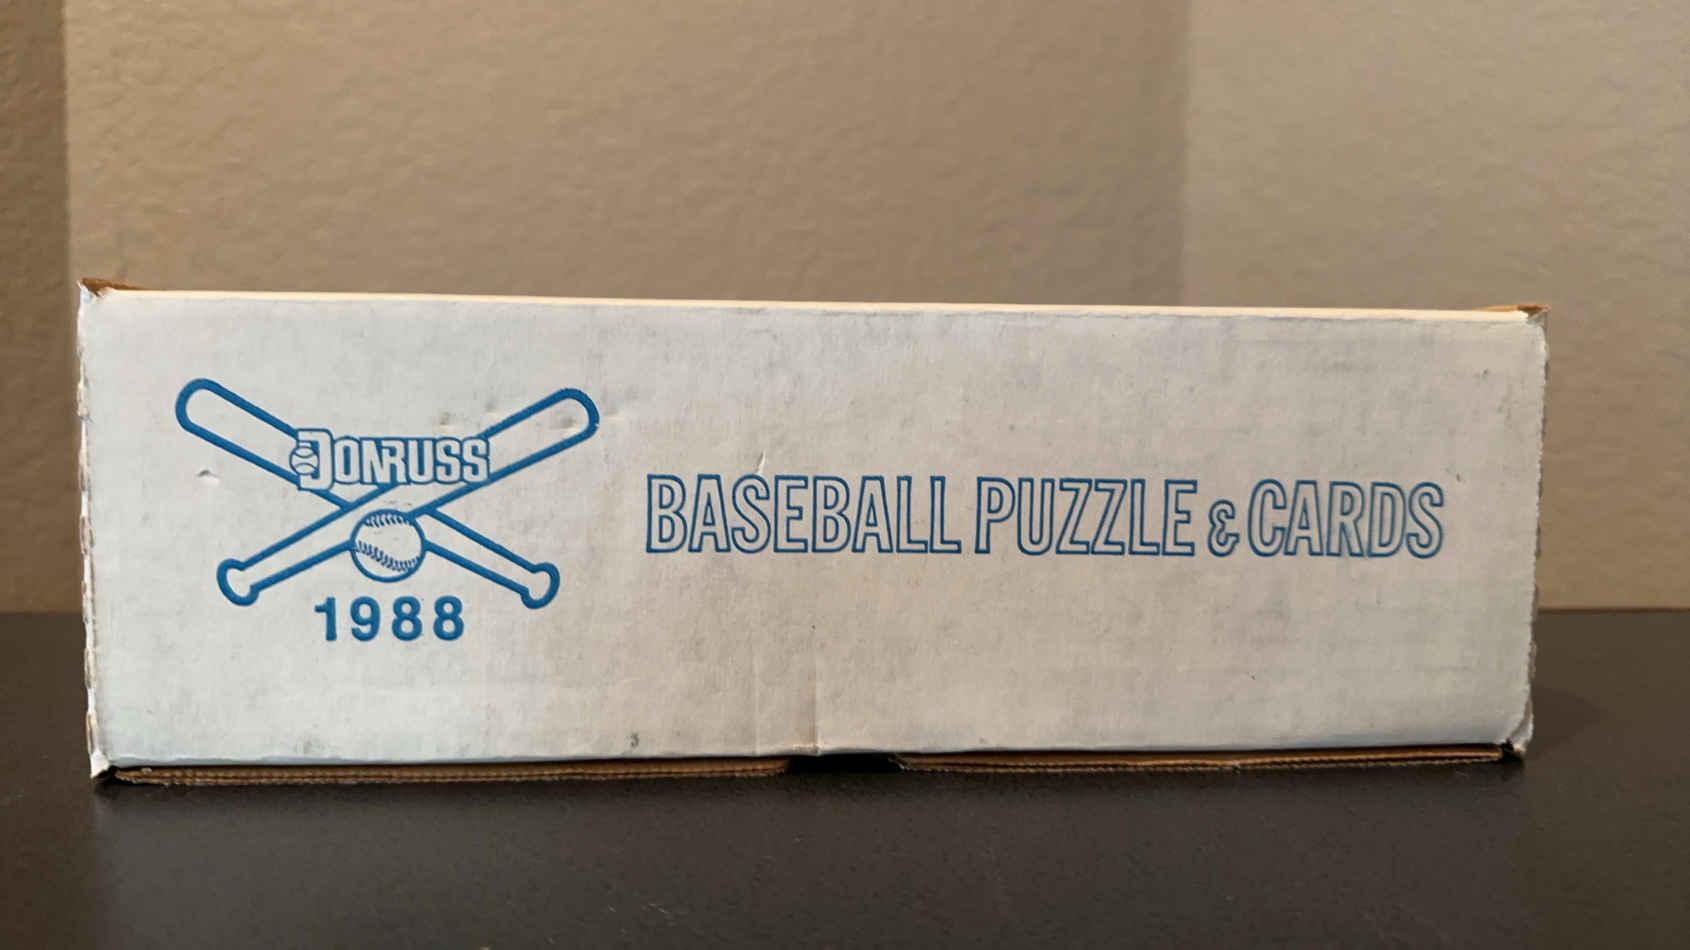 DONRUSS
1988
BASEBALL PUZZLE & CARDS